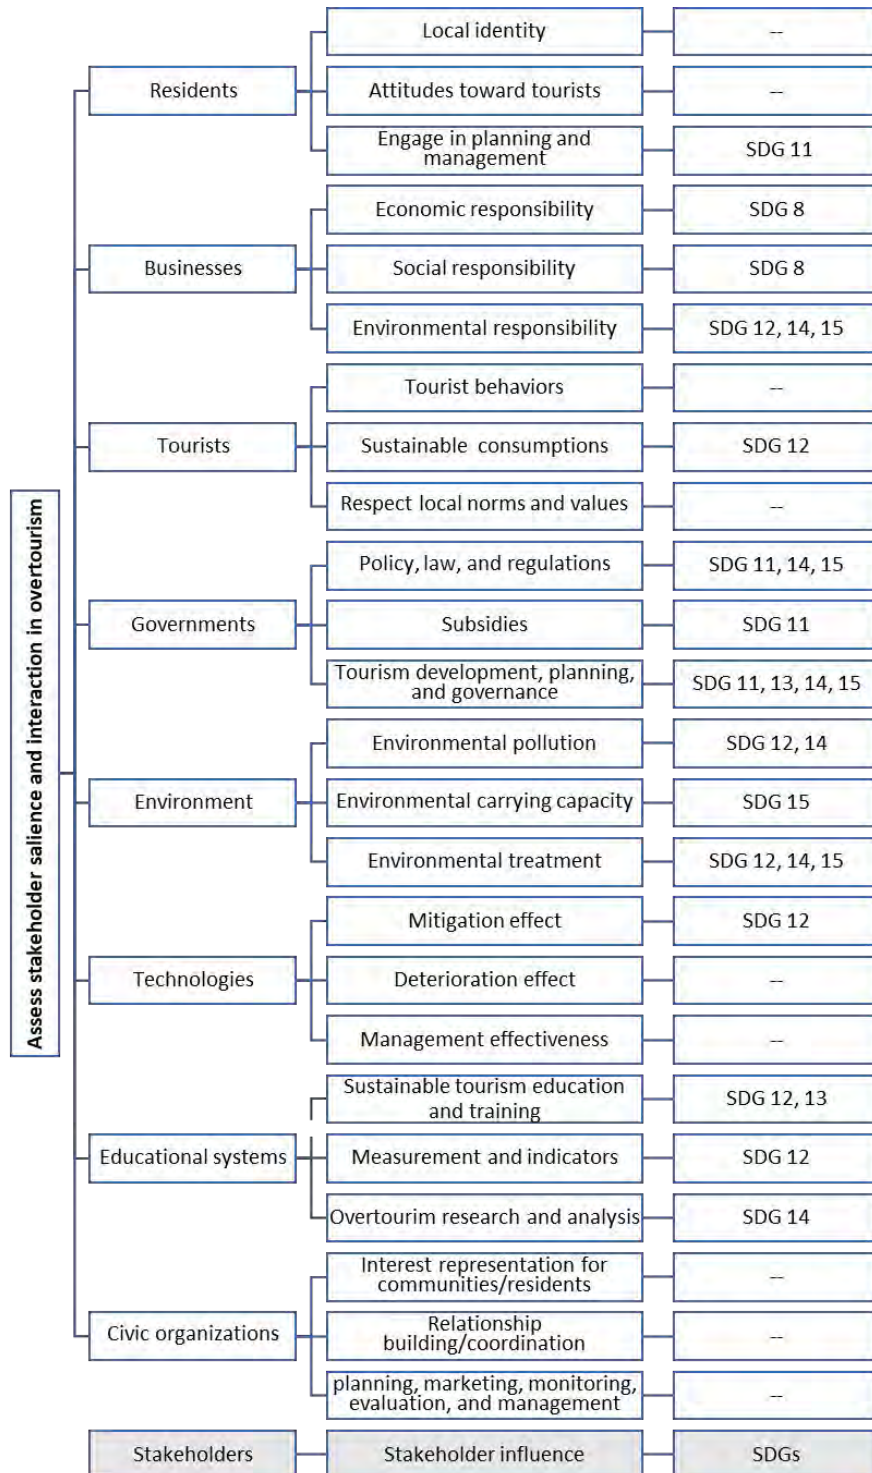 Assess stakeholder salience and interaction in overtourism
Residents
Local identity
--
Attitudes toward tourists
--
Engage in planning and
management
SDG 11
Businesses
Economic responsibility
SDG 8
Social responsibility
SDG 8
Environmental responsibility
SDG 12, 14, 15
Tourists
Tourist behaviors
--
Sustainable consumptions
SDG 12
Respect local norms and values
--
Governments
Policy, law, and regulations
SDG 11, 14, 15
Subsidies
SDG 11
Tourism development, planning,
and governance
SDG 11, 13, 14, 15
Environment
Environmental pollution
SDG 12, 14
Environmental carrying capacity
SDG 15
Environmental treatment
SDG 12, 14, 15
Technologies
Mitigation effect
SDG 12
Deterioration effect
--
Management effectiveness
--
Educational systems
Sustainable tourism education
and training
SDG 12, 13
Measurement and indicators
SDG 12
Overtourim research and analysis
SDG 14
Civic organizations
Interest representation for
communities/residents
--
Relationship
building/coordination
--
planning, marketing, monitoring,
evaluation, and management
--
Stakeholders
Stakeholder influence
SDGs